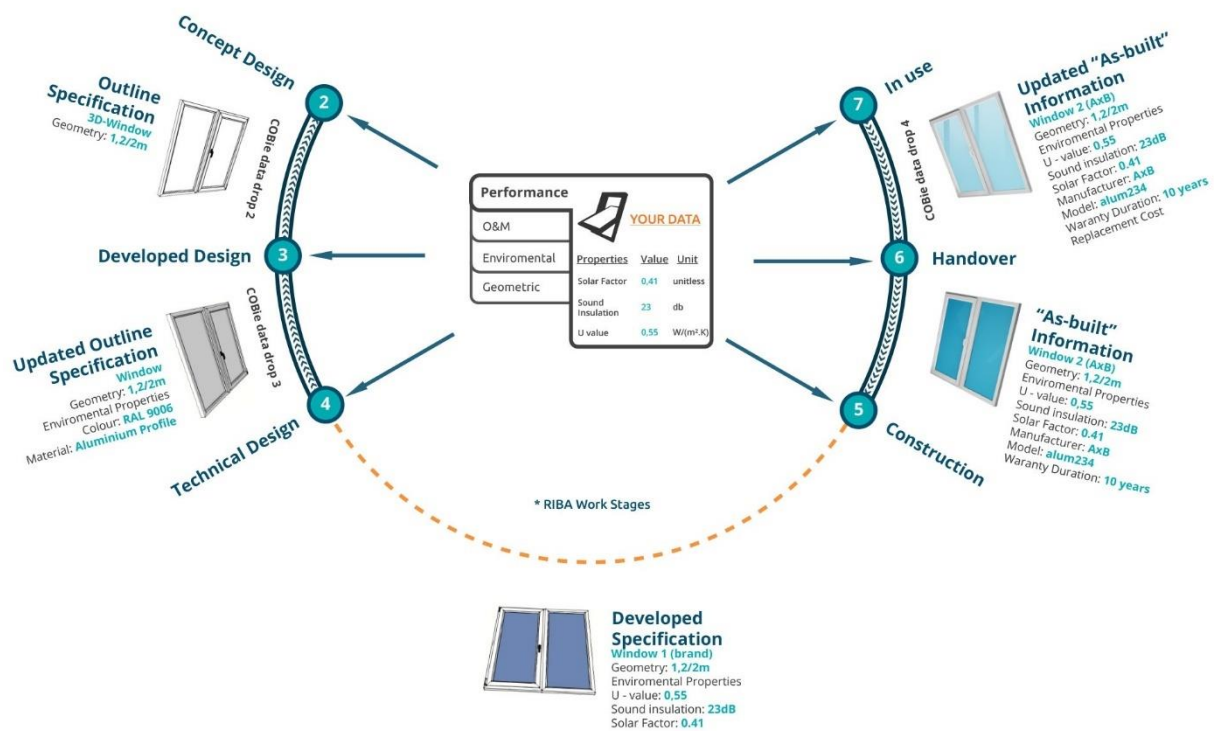 Concept Design
2
Outline
Specification
3D-Window
Geometry: 1,2/2m
COBie data drop 2
Developed Design
3
COBie data drop 3
Updated Outline
Specification
Window
Geometry: 1,2/2m
Enviromental Properties
Colour: RAL 9006
Material: Aluminium Profile
4
Technical Design
Performance
O&M
Enviromental
Geometric
YOUR DATA
Properties Value Unit
Solar Factor 0,41 unitless
Sound
Insulation 23 db
U value 0,55 W/(m².K)
* RIBA Work Stages
In use
7
COBie data drop 4
Updated “As-built”
Information
Window 2 (AxB)
Geometry: 1,2/2m
Enviromental Properties
U - value: 0,55
Sound insulation: 23dB
Solar Factor: 0.41
Manufacturer: AxB
Model: alum234
Waranty Duration: 10 years
Replacement Cost
6
Handover
“As-built”
Information
Window 2 (AxB)
Geometry: 1,2/2m
Enviromental Properties
U - value: 0,55
Sound insulation: 23dB
Solar Factor: 0.41
Manufacturer: AxB
Model: alum234
Waranty Duration: 10 years
5
Construction
Developed
Specification
Window 1 (brand)
Geometry: 1,2/2m
Enviromental Properties
U - value: 0,55
Sound insulation: 23dB
Solar Factor: 0.41